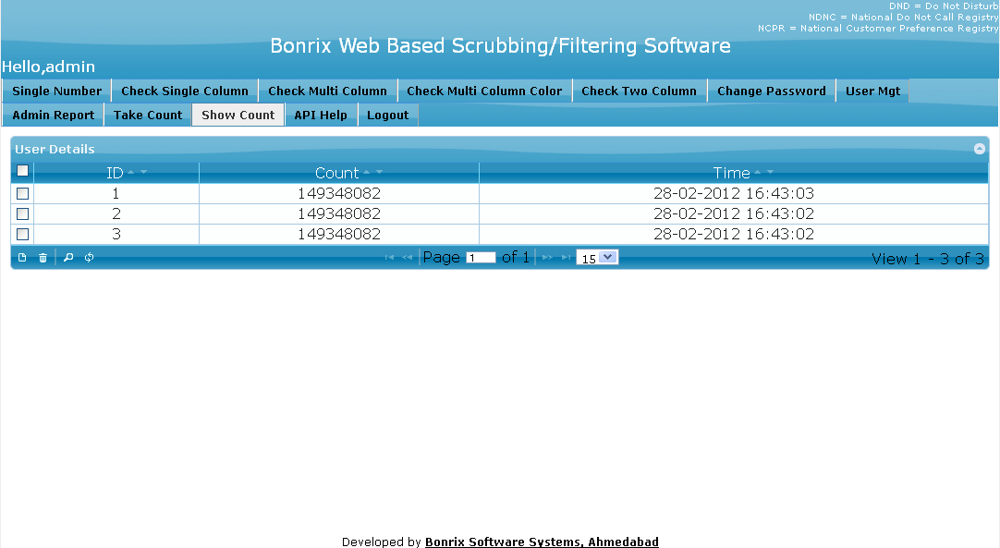 DND = Do Not Disturb
NDNC = National Do Not Call Registry
NCPR = National Customer Preference Registry
Bonrix Web Based Scrubbing/Filtering Software
Hello,admin
Single Number Check Single Column Check Multi Column Check Multi Column Color Check Two Column Change Password User Mgt
Admin Report Take Count Show Count API Help Logout
User Details
ID Count Time
1 149348082 28-02-2012 16:43:03
2 149348082 28-02-2012 16:43:02
3 149348082 28-02-2012 16:43:02
Page 1 of 1 15 View 1 - 3 of 3
Developed by Bonrix Software Systems, Ahmedabad